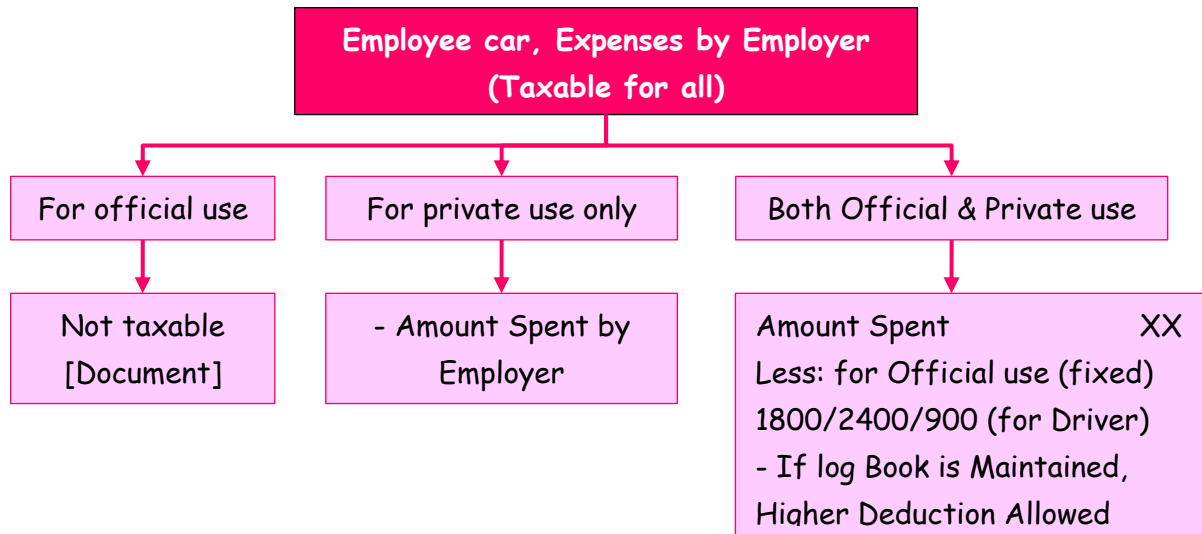 Employee car, Expenses by Employer
(Taxable for all)
For official use
For private use only
Both Official & Private use
Not taxable
[Document]
- Amount Spent by
Employer
Amount Spent XX
Less: for Official use (fixed)
1800/2400/900 (for Driver)
- If log Book is Maintained,
Higher Deduction Allowed